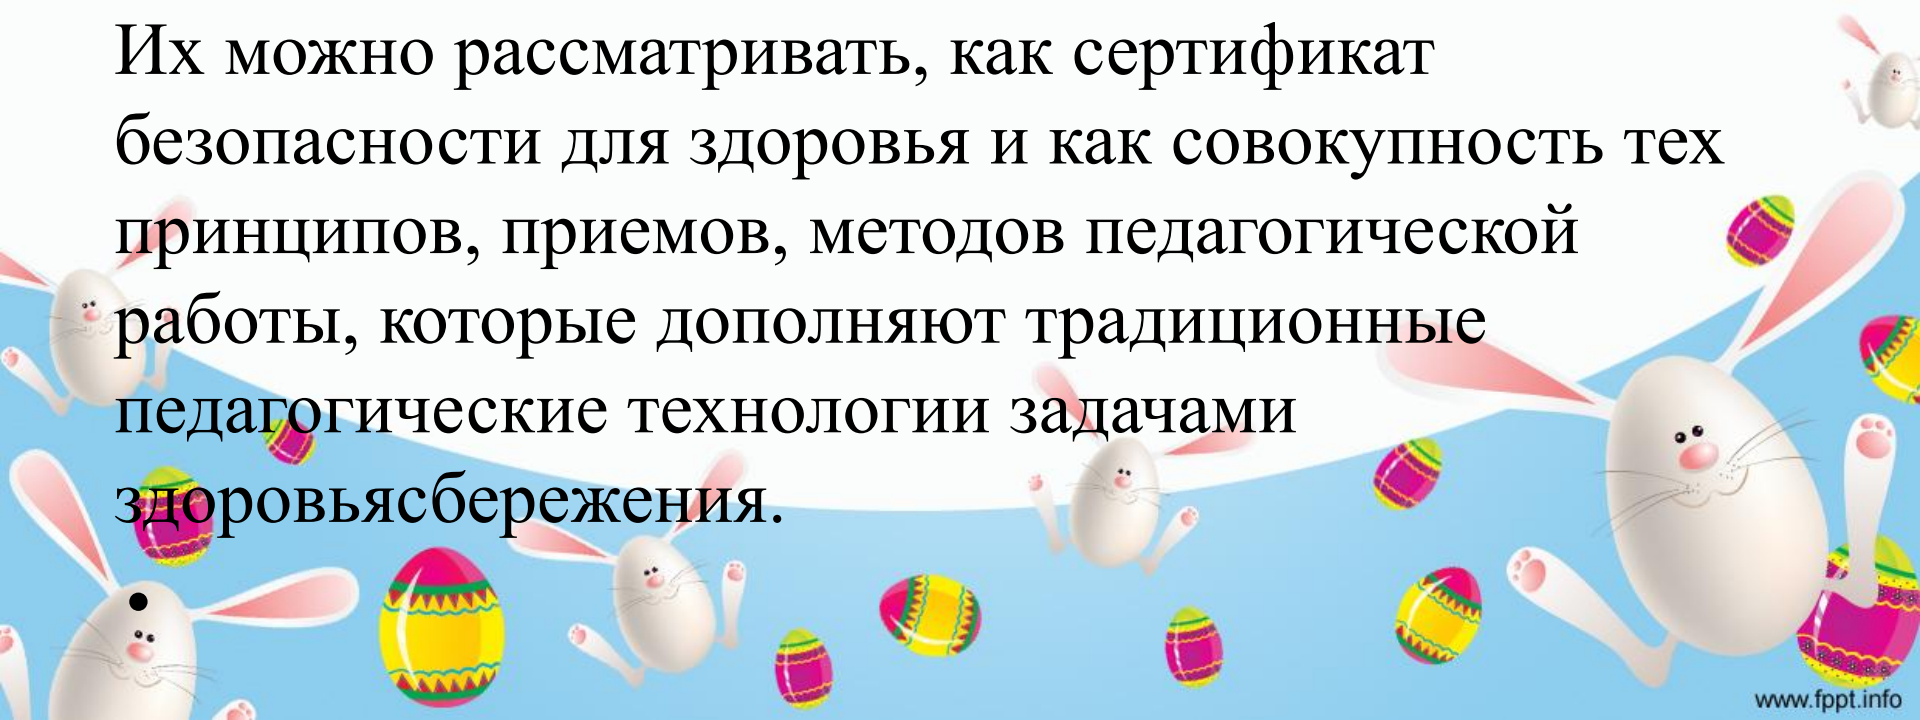 Их можно рассматривать, как сертификат
безопасности для здоровья и как совокупность тех
принципов, приемов, методов педагогической
работы, которые дополняют традиционные
педагогические технологии задачами
здоровьясбережения.
•
www.fppt.info